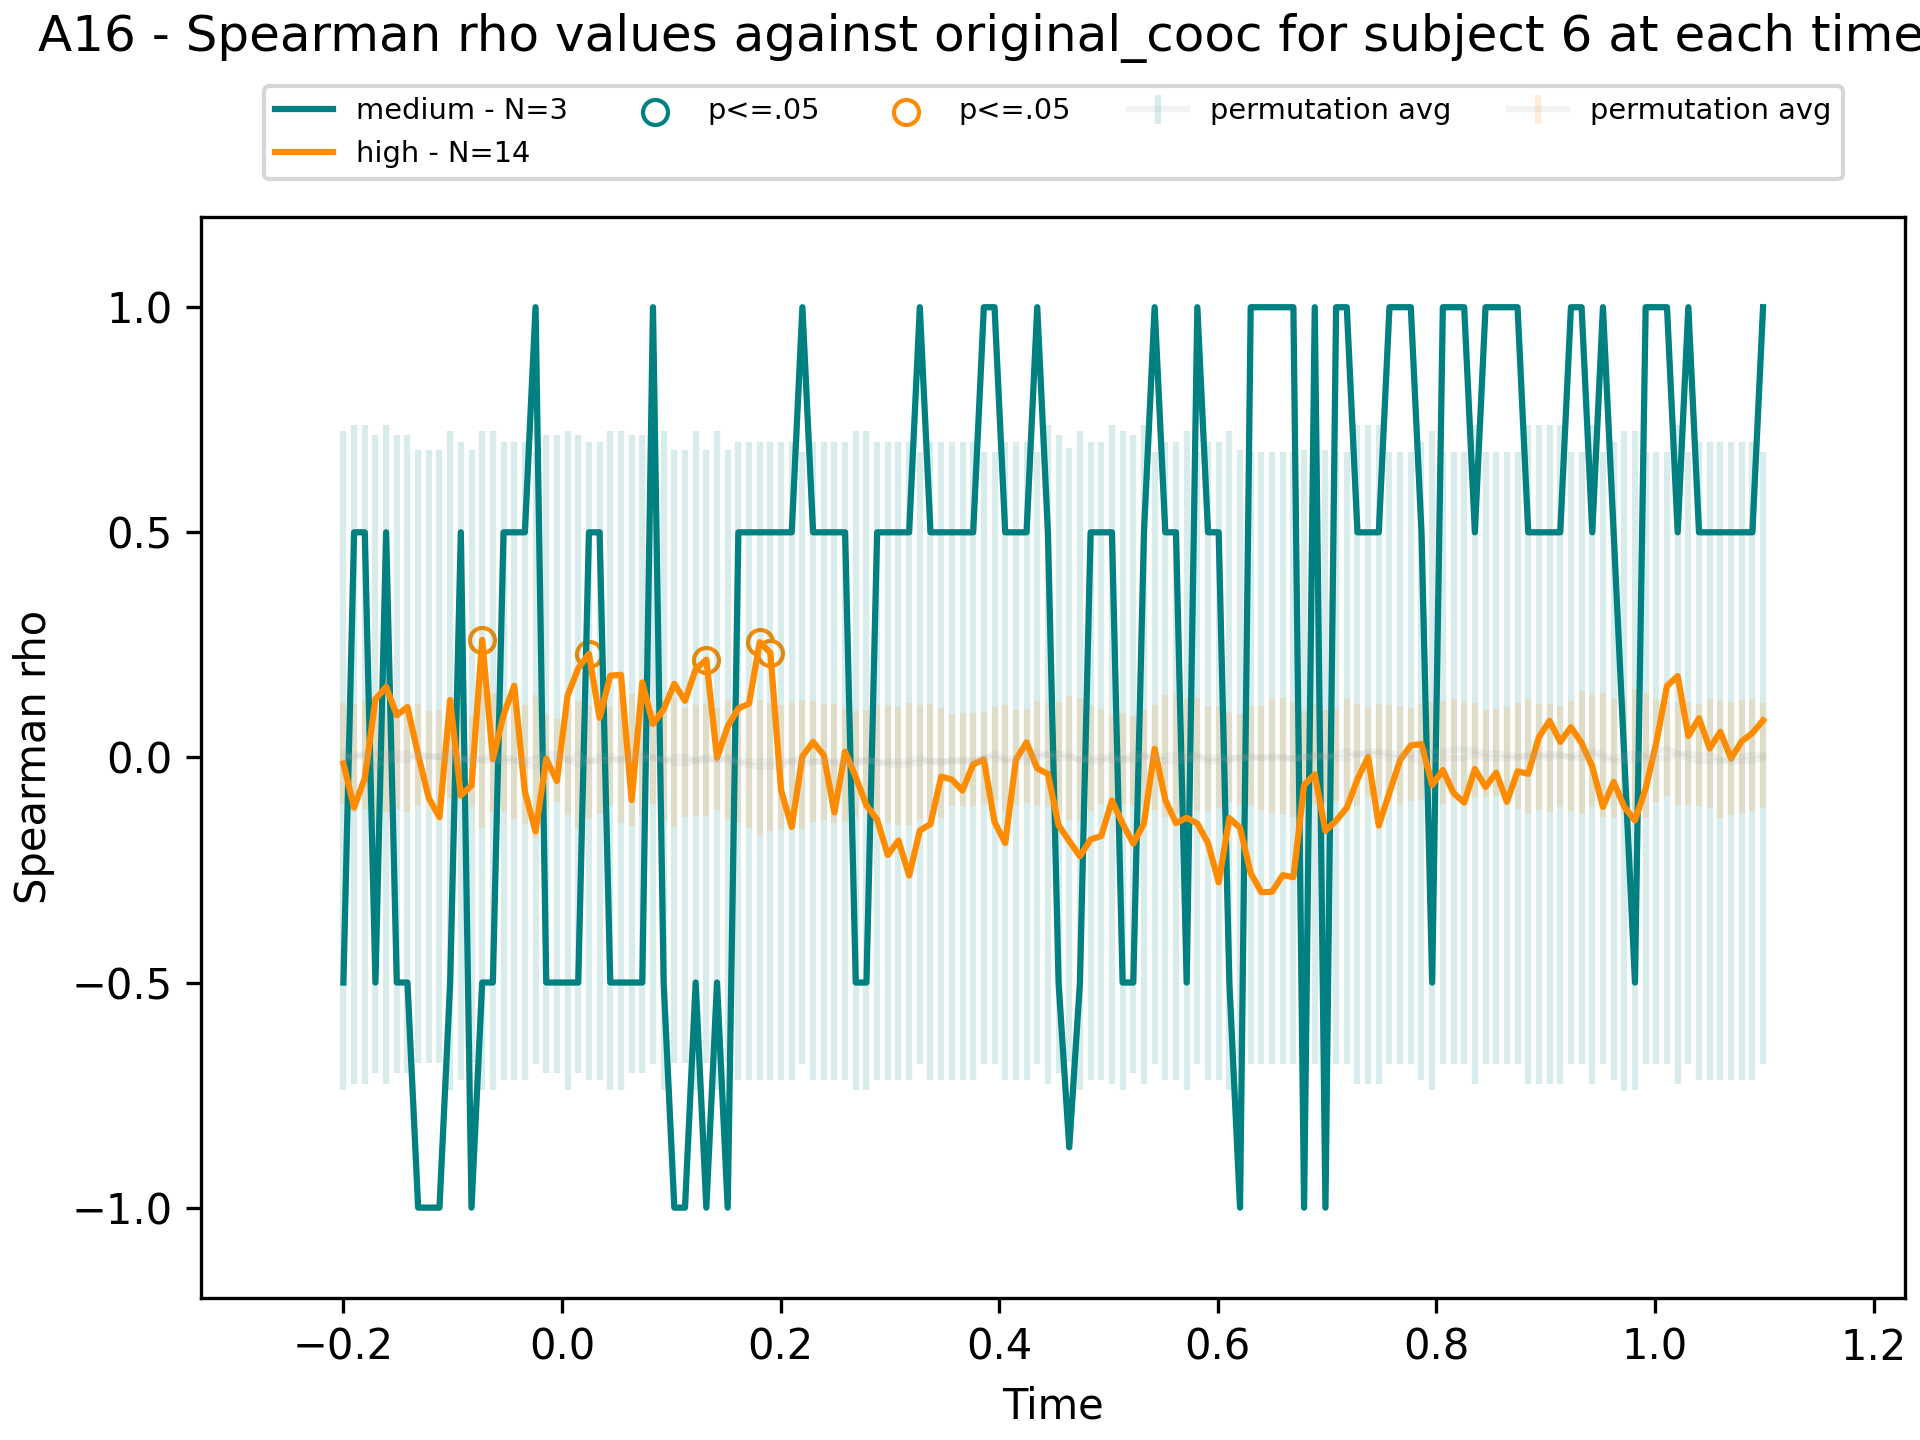 A16 - Spearman rho values against original_cooc for subject 6 at each time
medium - N=3
high - N=14
p<=.05
p<=.05
permutation avg
permutation avg
Spearman rho
1.0
0.5
0.0
−0.5
−1.0
−0.2 0.0 0.2 0.4 0.6 0.8 1.0 1.2
Time